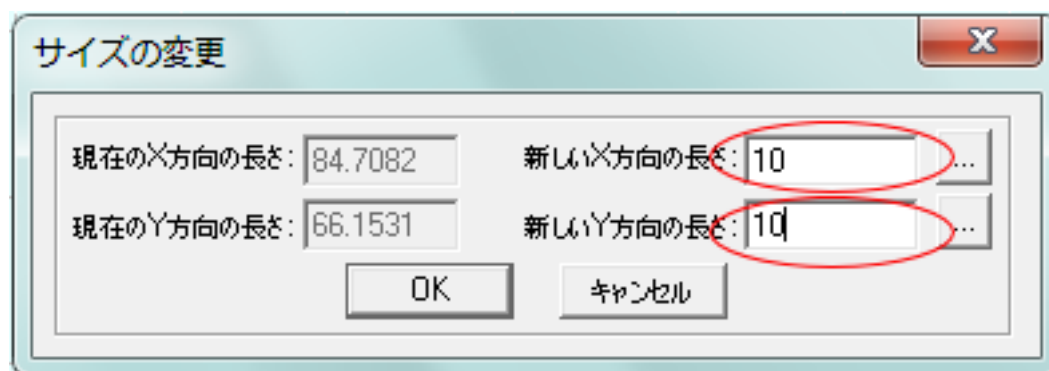 サイズの変更
現在のX方向の長さ: 84.7082 新しいX方向の長さ: 10 ...
現在のY方向の長さ: 66.1531 新しいY方向の長さ: 10 ...
OK キャンセル